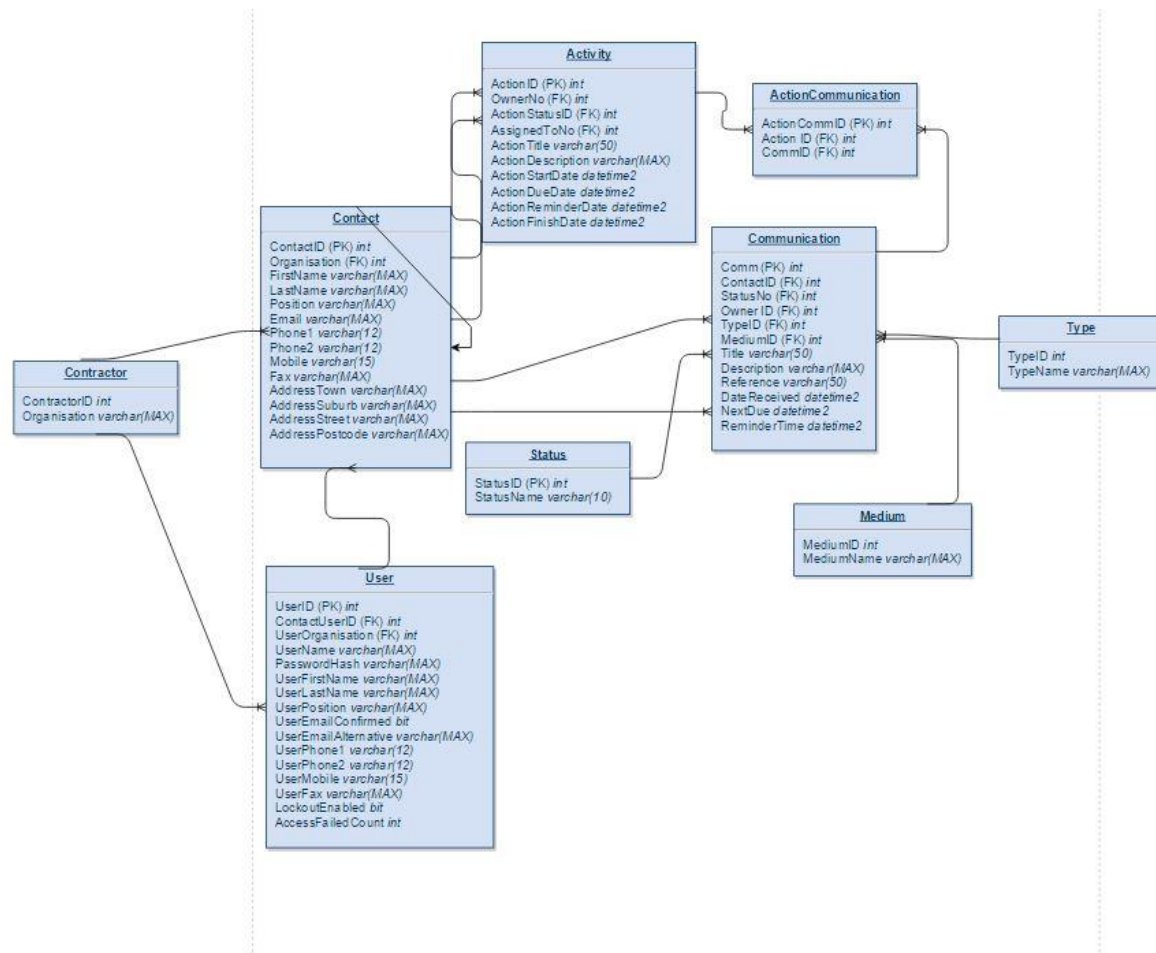 Activity
ActionID (PK) int
OwnerNo (FK) int
ActionStatusID (FK) int
AssignedToNo (FK) int
ActionTitle varchar(50)
ActionDescription varchar(MAX)
ActionStartDate datetime2
ActionDueDate datetime2
ActionReminderDate datetime2
ActionFinishDate datetime2
ActionCommunication
ActionCommID (PK) int
Action ID (FK) int
CommID (FK) int
Contact
ContactID (PK) int
Organisation (FK) int
FirstName varchar(MAX)
LastName varchar(MAX)
Position varchar(MAX)
Email varchar(MAX)
Phone1 varchar(12)
Phone2 varchar(12)
Mobile varchar(15)
Fax varchar(MAX)
AddressTown varchar(MAX)
AddressSuburb varchar(MAX)
AddressStreet varchar(MAX)
AddressPostcode varchar(MAX)
Communication
Comm (PK) int
ContactID (FK) int
StatusNo (FK) int
Owner ID (FK) int
TypeID (FK) int
MediumID (FK) int
Title varchar(50)
Description varchar(MAX)
Reference varchar(50)
DateReceived datetime2
NextDue datetime2
ReminderTime datetime2
Type
TypeID int
TypeName varchar(MAX)
Contractor
ContractorID int
Organisation varchar(MAX)
Status
StatusID (PK) int
StatusName varchar(10)
Medium
MediumID int
MediumName varchar(MAX)
User
UserID (PK) int
ContactUserID (FK) int
UserOrganisation (FK) int
UserName varchar(MAX)
PasswordHash varchar(MAX)
UserFirstName varchar(MAX)
UserLastName varchar(MAX)
UserPosition varchar(MAX)
UserEmailConfirmed bit
UserEmailAlternative varchar(MAX)
UserPhone1 varchar(12)
UserPhone2 varchar(12)
UserMobile varchar(15)
UserFax varchar(MAX)
LockoutEnabled bit
AccessFailedCount int